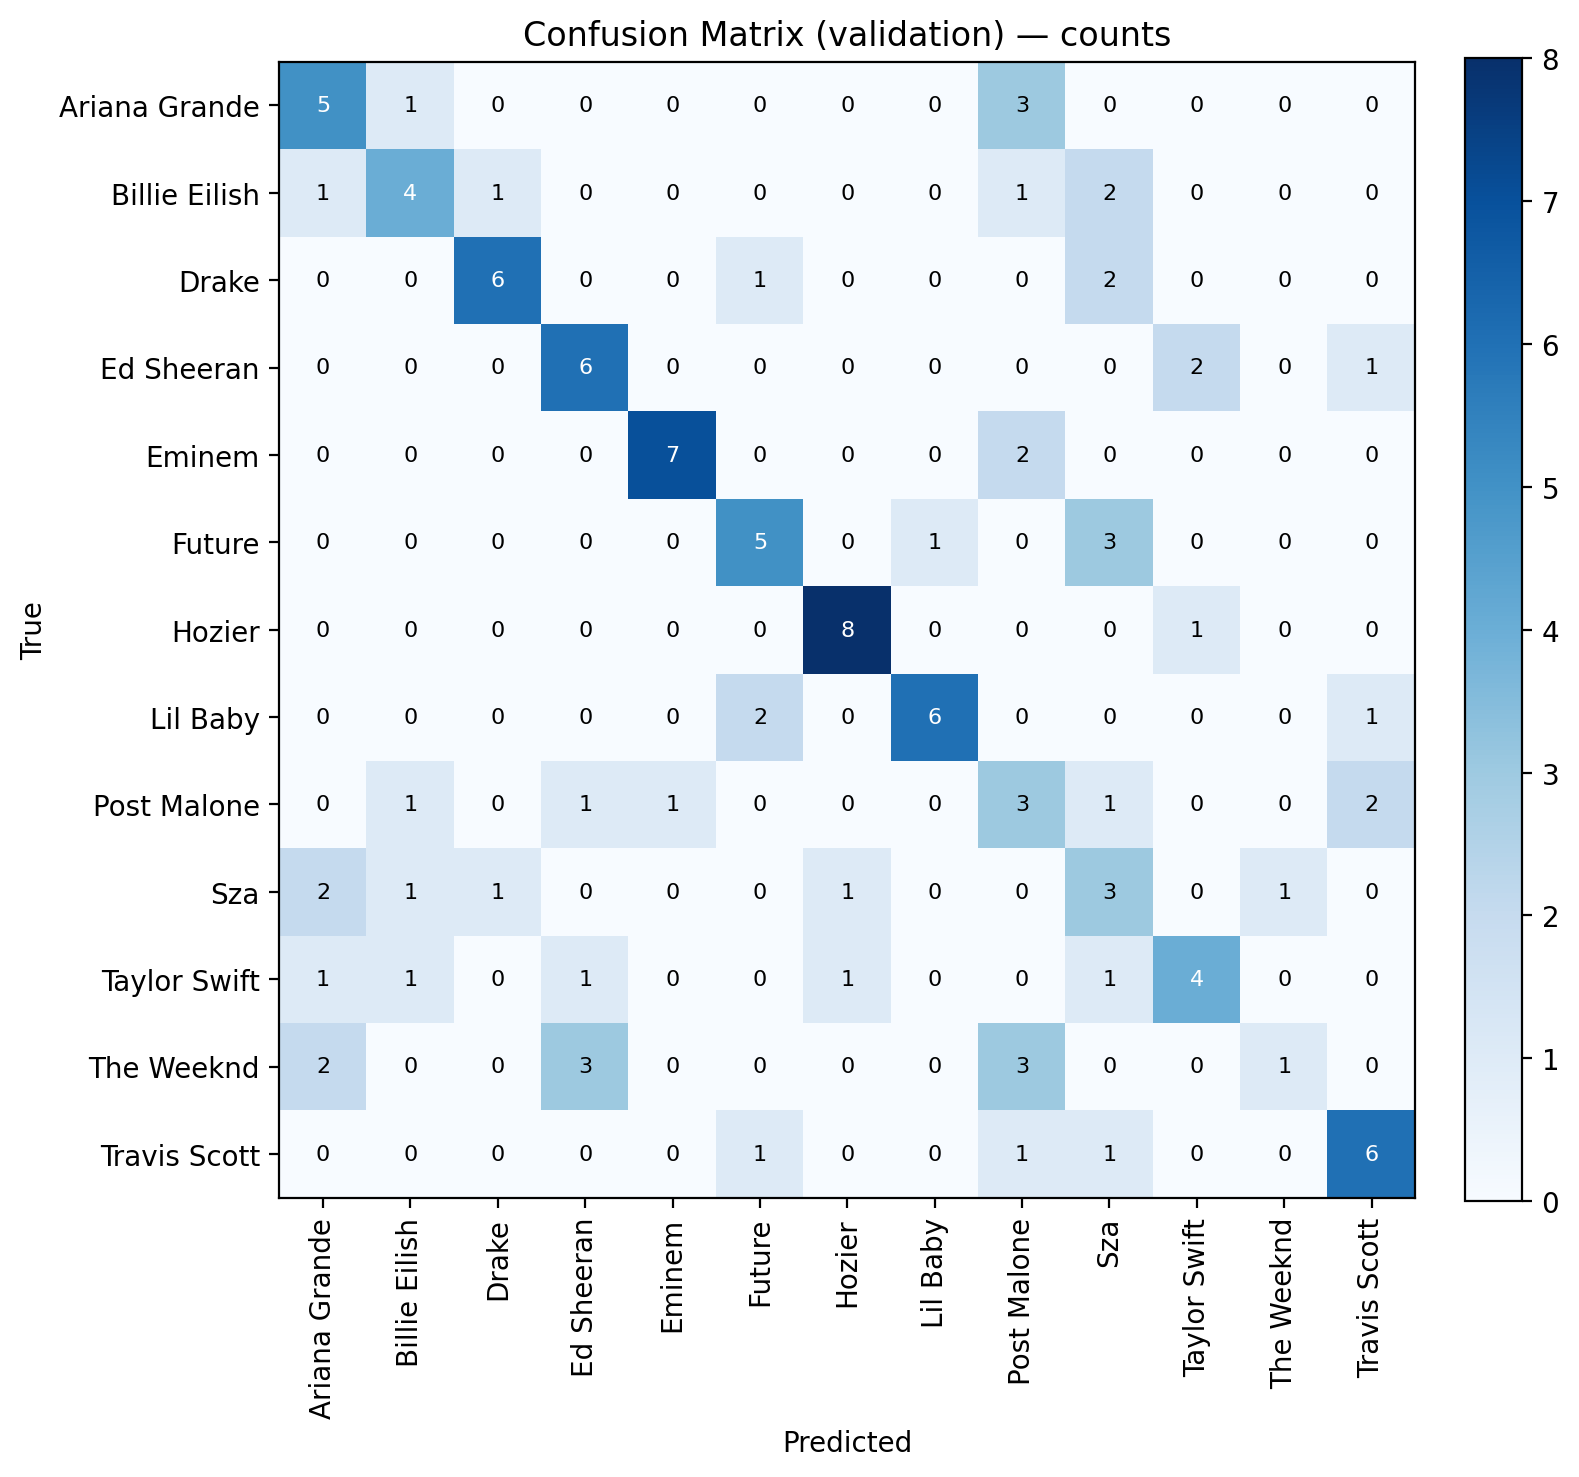 Confusion Matrix (validation) — counts
Ariana Grande 5 1 0 0 0 0 0 0 3 0 0 0 0
Billie Eilish 1 4 1 0 0 0 0 0 1 2 0 0 0
Drake 0 0 6 0 0 1 0 0 0 2 0 0 0
Ed Sheeran 0 0 0 6 0 0 0 0 0 0 2 0 1
Eminem 0 0 0 0 7 0 0 0 2 0 0 0 0
Future 0 0 0 0 0 5 0 1 0 3 0 0 0
Hozier 0 0 0 0 0 0 8 0 0 0 1 0 0
Lil Baby 0 0 0 0 0 2 0 6 0 0 0 0 1
Post Malone 0 1 0 1 1 0 0 0 3 1 0 0 2
Sza 2 1 1 0 0 0 1 0 0 3 0 1 0
Taylor Swift 1 1 0 1 0 0 1 0 0 1 4 0 0
The Weeknd 2 0 0 3 0 0 0 0 3 0 0 1 0
Travis Scott 0 0 0 0 0 1 0 0 1 1 0 0 6
True
Ariana Grande
Billie Eilish
Drake
Ed Sheeran
Eminem
Future
Hozier
Lil Baby
Post Malone
Sza
Taylor Swift
The Weeknd
Travis Scott
Predicted
8
7
6
5
4
3
2
1
0